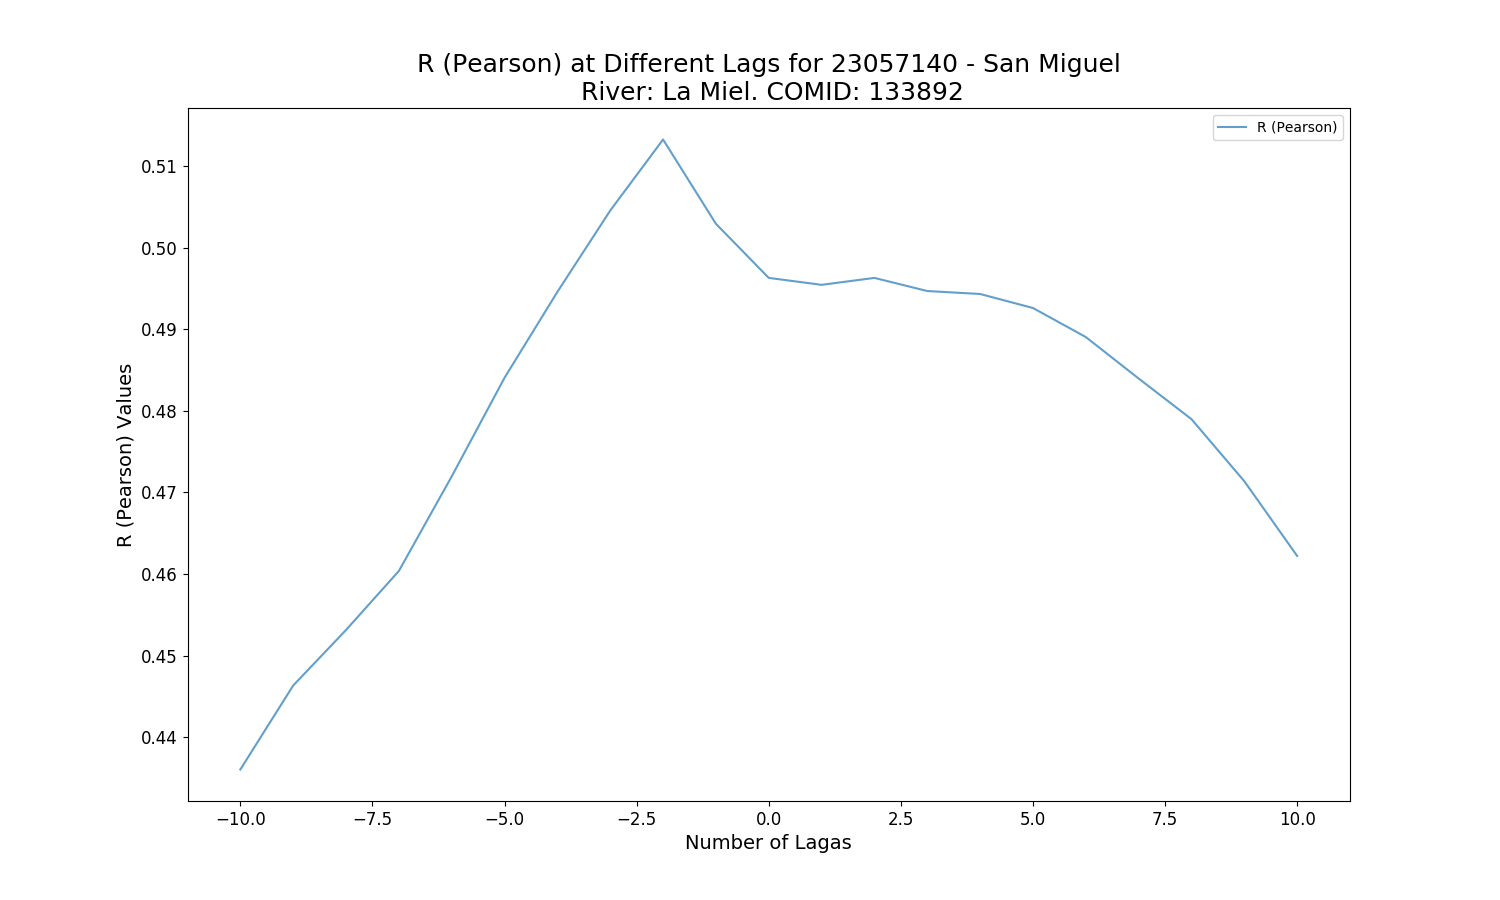 R (Pearson) at Different Lags for 23057140 - San Miguel
River: La Miel. COMID: 133892
R (Pearson)
0.51
0.50
0.49
0.48
0.47
0.46
0.45
0.44
R (Pearson) Values
−10.0 −7.5 −5.0 −2.5 0.0 2.5 5.0 7.5 10.0
Number of Lagas